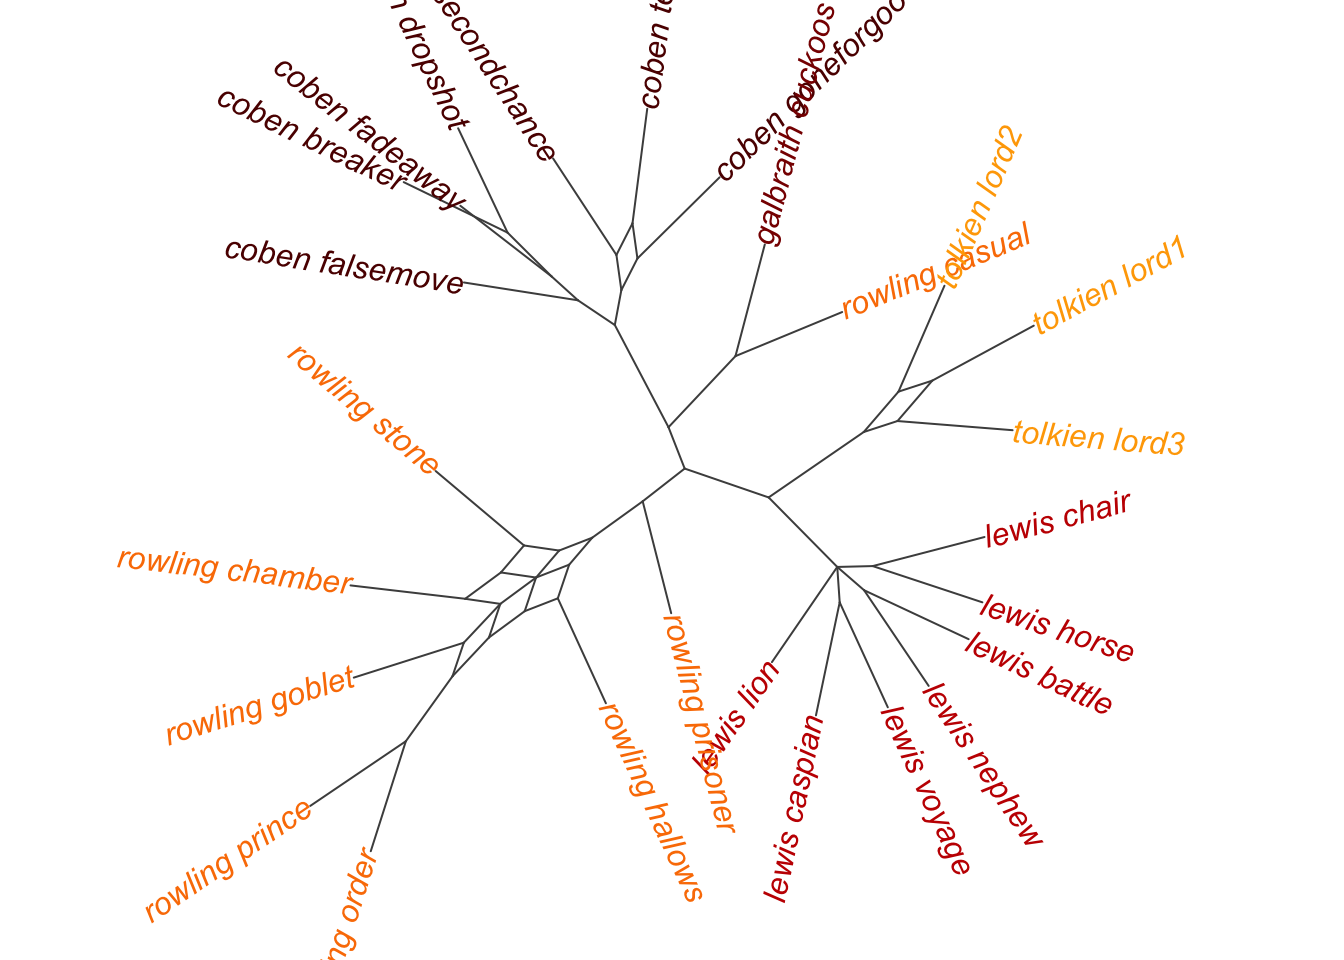 dropshot
secondchance
coben
coben goneforgoo
coben fadeaway
coben breaker
galbraith cuckoos
tolkien lord2
coben falsemove
rowling casual
tolkien lord1
rowling stone
tolkien lord3
lewis chair
rowling chamber
lewis horse
lewis battle
rowling goblet
lewis lion
rowling prisoner
lewis nephew
lewis voyage
lewis caspian
rowling hallows
rowling prince
order